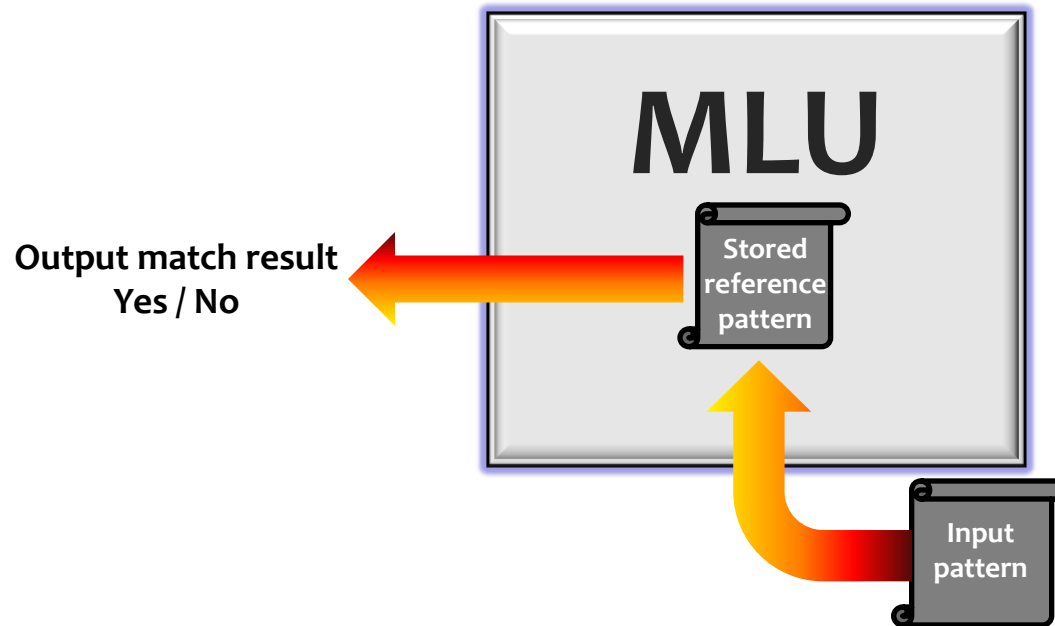 MLU
Stored
reference
pattern
Output match result
Yes / No
Input
pattern